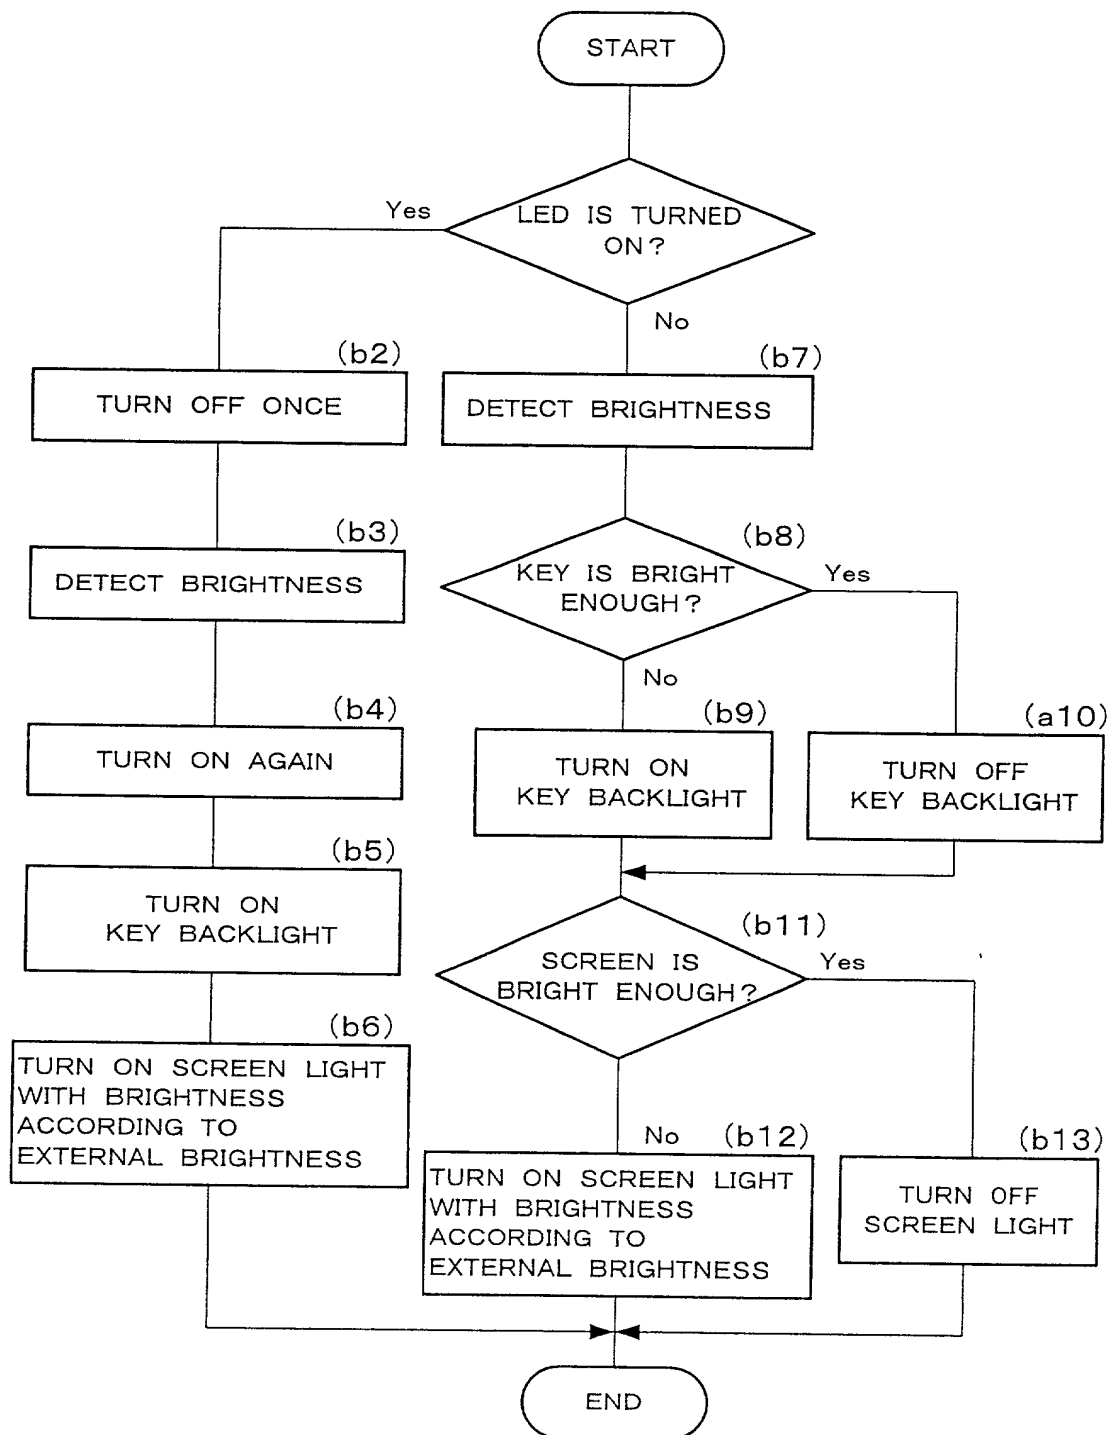 START
LED IS TURNED
ON?
Yes
No
(b2)
TURN OFF ONCE
(b3)
DETECT BRIGHTNESS
(b4)
TURN ON AGAIN
(b5)
TURN ON
KEY BACKLIGHT
(b6)
TURN ON SCREEN LIGHT
WITH BRIGHTNESS
ACCORDING TO
EXTERNAL BRIGHTNESS
(b7)
DETECT BRIGHTNESS
(b8)
KEY IS BRIGHT
ENOUGH?
Yes
No
(b9)
TURN ON
KEY BACKLIGHT
(a10)
TURN OFF
KEY BACKLIGHT
(b11)
SCREEN IS
BRIGHT ENOUGH?
Yes
No
(b12)
TURN ON SCREEN LIGHT
WITH BRIGHTNESS
ACCORDING TO
EXTERNAL BRIGHTNESS
(b13)
TURN OFF
SCREEN LIGHT
END